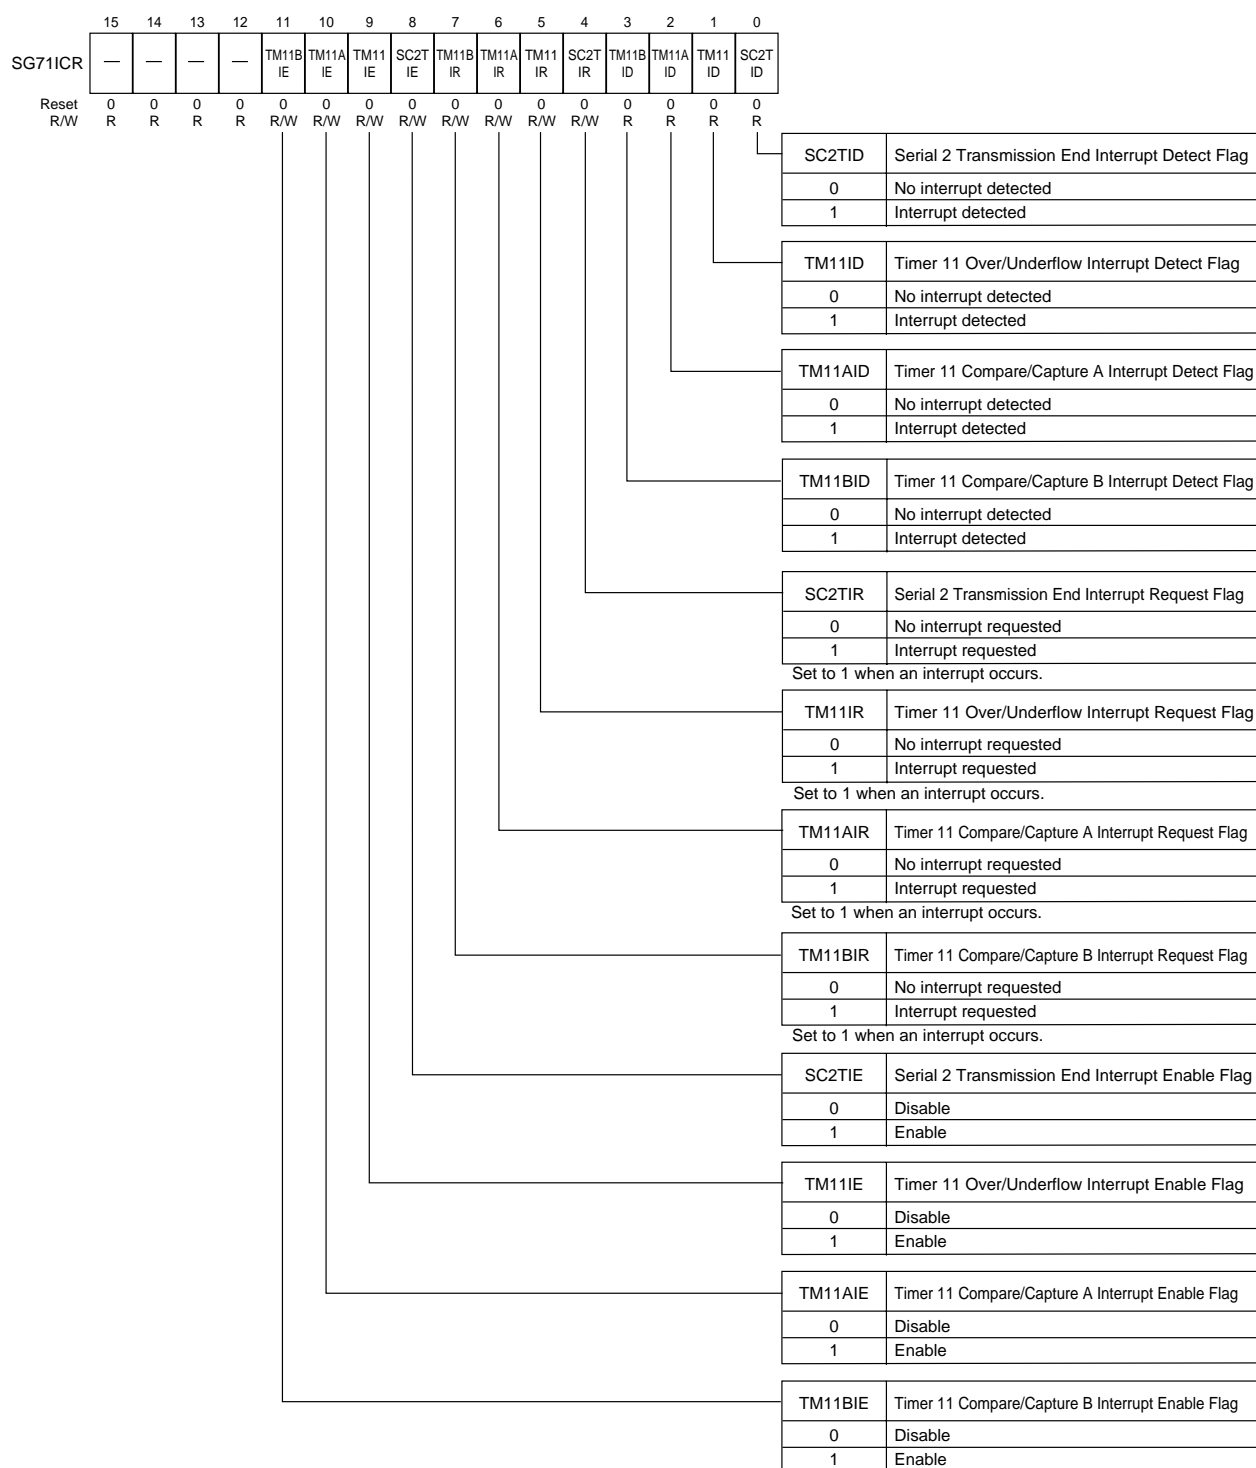 15 14 13 12 11 10 9 8 7 6 5 4 3 2 1 0
SG71ICR — — — — TM11B IE TM11A IE TM11 IE SC2T IE TM11B IR TM11A IR TM11 IR SC2T IR TM11B ID TM11A ID TM11 ID SC2T ID
Reset 0 0 0 0 0 0 0 0 0 0 0 0 0 0 0 0
R/W R R R R R/W R/W R/W R/W R/W R/W R/W R/W R R R R
SC2TID Serial 2 Transmission End Interrupt Detect Flag
0 No interrupt detected
1 Interrupt detected
TM11ID Timer 11 Over/Underflow Interrupt Detect Flag
0 No interrupt detected
1 Interrupt detected
TM11AID Timer 11 Compare/Capture A Interrupt Detect Flag
0 No interrupt detected
1 Interrupt detected
TM11BID Timer 11 Compare/Capture B Interrupt Detect Flag
0 No interrupt detected
1 Interrupt detected
SC2TIR Serial 2 Transmission End Interrupt Request Flag
0 No interrupt requested
1 Interrupt requested
Set to 1 when an interrupt occurs.
TM11IR Timer 11 Over/Underflow Interrupt Request Flag
0 No interrupt requested
1 Interrupt requested
Set to 1 when an interrupt occurs.
TM11AIR Timer 11 Compare/Capture A Interrupt Request Flag
0 No interrupt requested
1 Interrupt requested
Set to 1 when an interrupt occurs.
TM11BIR Timer 11 Compare/Capture B Interrupt Request Flag
0 No interrupt requested
1 Interrupt requested
Set to 1 when an interrupt occurs.
SC2TIE Serial 2 Transmission End Interrupt Enable Flag
0 Disable
1 Enable
TM11IE Timer 11 Over/Underflow Interrupt Enable Flag
0 Disable
1 Enable
TM11AIE Timer 11 Compare/Capture A Interrupt Enable Flag
0 Disable
1 Enable
TM11BIE Timer 11 Compare/Capture B Interrupt Enable Flag
0 Disable
1 Enable